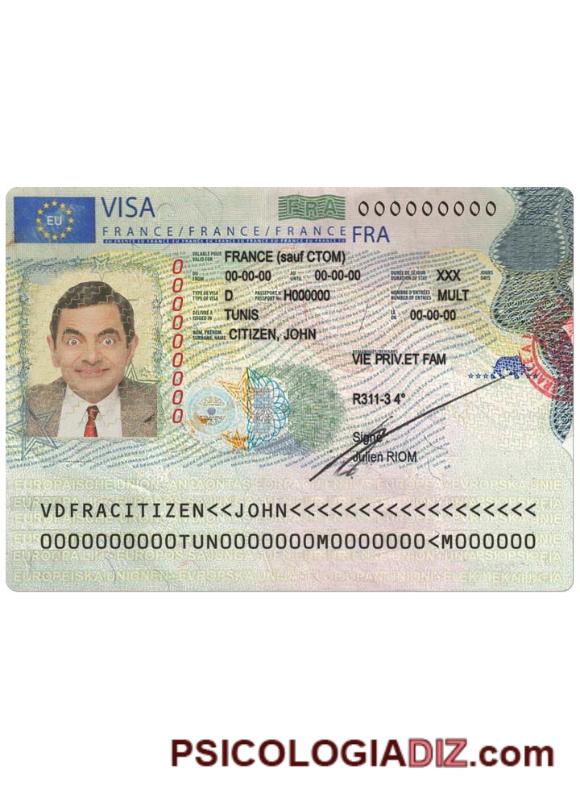 EU
VISA
FRA
000000000
FRANCE/FRANCE/FRANCE FRA
VALABLE POUR
VALID FOR
FRANCE (sauf CTOM)
DU
FROM
00-00-00
AU
UNTIL
00-00-00
DURÉE DE SÉJOUR
DURATION OF STAY
XXX
JOURS
DAYS
TYPE DE VISA
TYPE OF VISA
D
PASSEPORT N°
PASSPORT No
H000000
NOMBRE D'ENTRÉES
NUMBER OF ENTRIES
MULT
DÉLIVRÉ À
ISSUED IN
TUNIS
LE
ON
00-00-00
NOM, PRÉNOM
SURNAME, NAME
CITIZEN, JOHN
000000000
VIE PRIV.ET FAM
R311-3 4°
Signé
Julien RIOM
VDFRACITIZEN<<JOHN<<<<<<<<<<<<<<<<<<
0000000000TUN0000000M0000000<M000000
PSICOLOGIADIZ.com